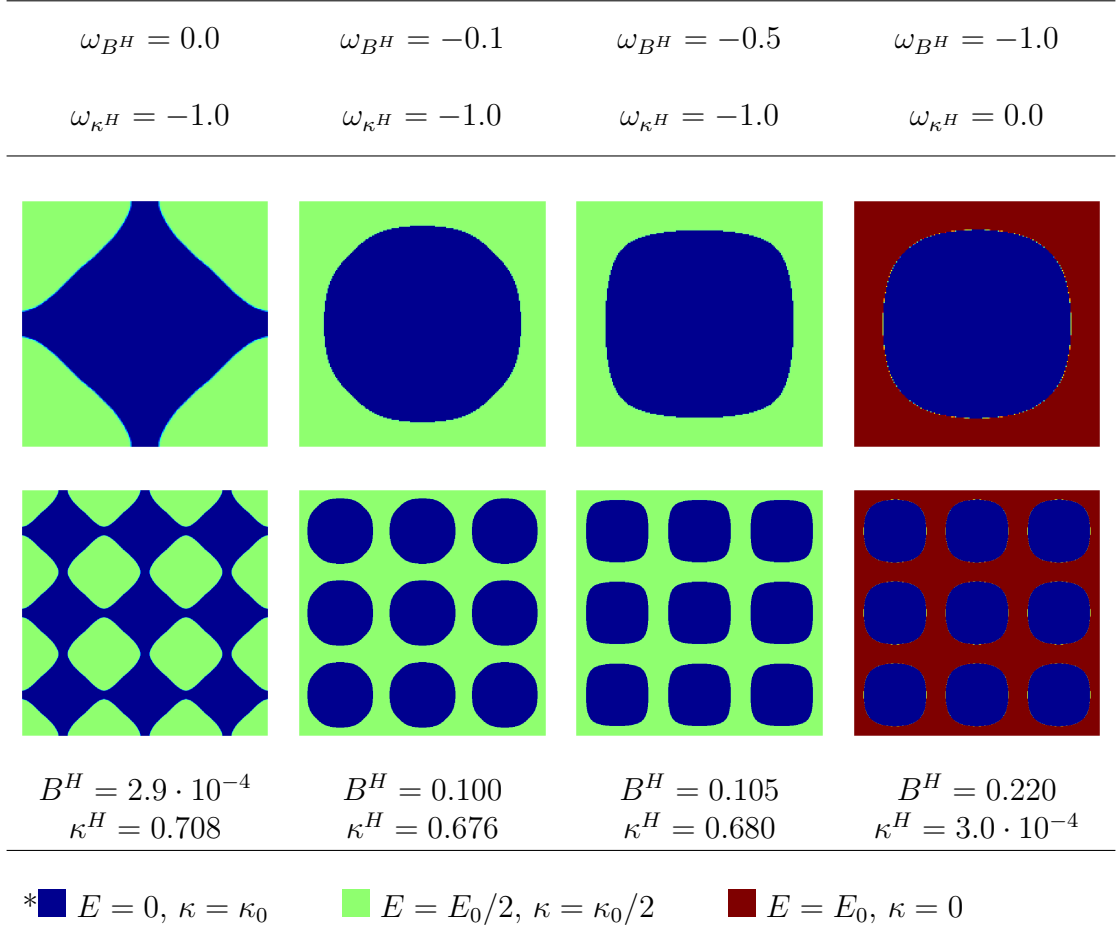 ω_{B^H} = 0.0 ω_{B^H} = −0.1 ω_{B^H} = −0.5 ω_{B^H} = −1.0
ω_{κ^H} = −1.0 ω_{κ^H} = −1.0 ω_{κ^H} = −1.0 ω_{κ^H} = 0.0
B^H = 2.9 · 10^{−4} B^H = 0.100 B^H = 0.105 B^H = 0.220
κ^H = 0.708 κ^H = 0.676 κ^H = 0.680 κ^H = 3.0 · 10^{−4}
* E = 0, κ = κ_0 E = E_0/2, κ = κ_0/2 E = E_0, κ = 0